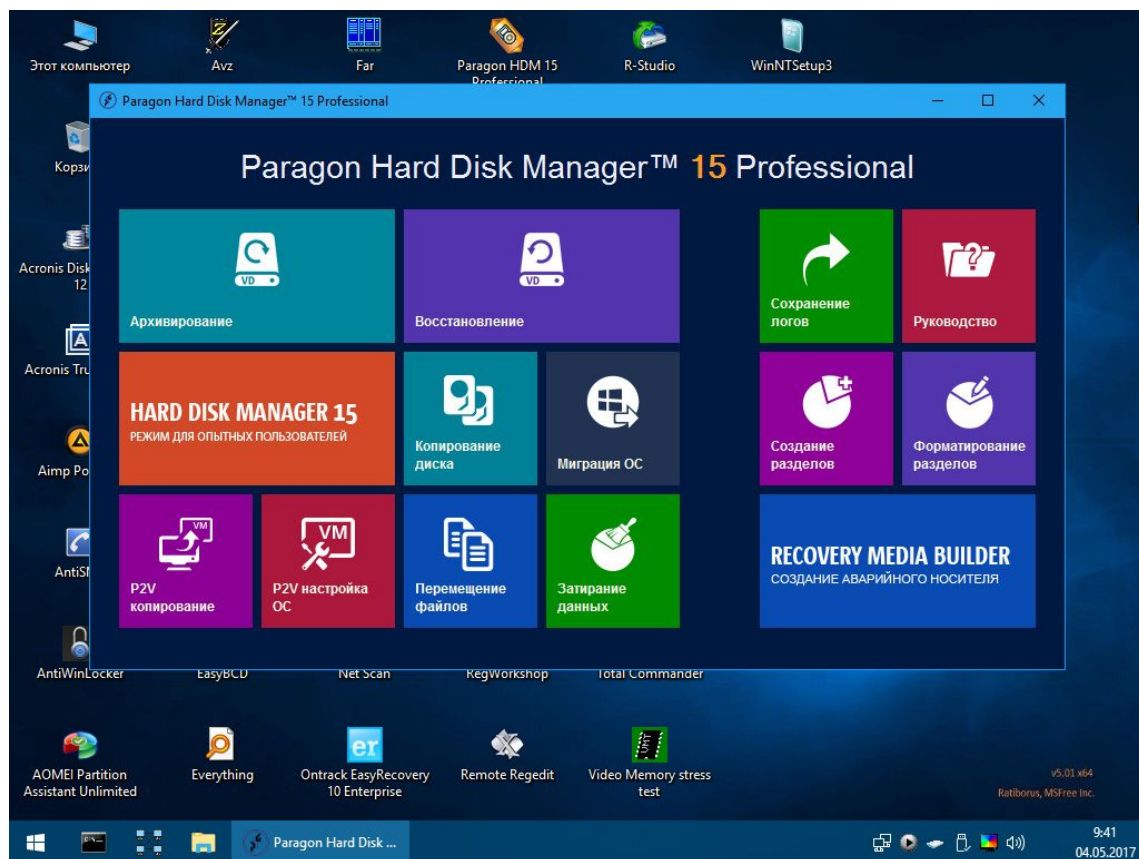 Этот компьютер
Avz
Far
Paragon HDM 15
Professional
R-Studio
WinNTSetup3
Paragon Hard Disk Manager™ 15 Professional
Paragon Hard Disk Manager™ 15 Professional
Архивирование
Восстановление
Сохранение
логов
Руководство
HARD DISK MANAGER 15
РЕЖИМ ДЛЯ ОПЫТНЫХ ПОЛЬЗОВАТЕЛЕЙ
Копирование
диска
Миграция ОС
Создание
разделов
Форматирование
разделов
P2V
копирование
P2V настройка
ОС
Перемещение
файлов
Затирание
данных
RECOVERY MEDIA BUILDER
СОЗДАНИЕ АВАРИЙНОГО НОСИТЕЛЯ
VD
VD
VM
VM
Корзи
Acronis Disk
12
Acronis Tru
Aimp Po
AntiS
AntiWinLocker
EasyBCD
Net Scan
RegWorkshop
Total Commander
er
VMT
AOMEI Partition
Assistant Unlimited
Everything
Ontrack EasyRecovery
10 Enterprise
Remote Regedit
Video Memory stress
test
v5.01 x64
Ratiborus, MSFree Inc.
Paragon Hard Disk ...
9:41
04.05.2017